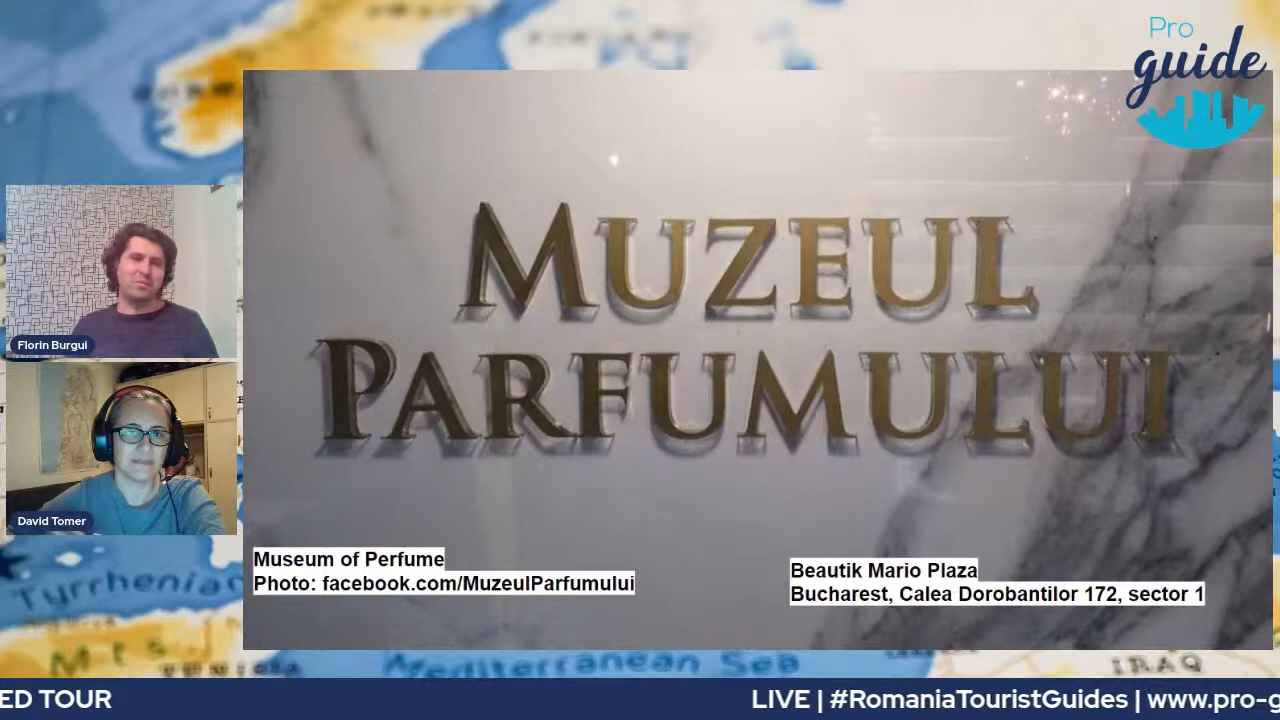 Pro
guide
MUZEUL
PARFUMULUI
Florin Burgui
David Tomer
Museum of Perfume
Photo: facebook.com/MuzeulParfumului
Beautik Mario Plaza
Bucharest, Calea Dorobantilor 172, sector 1
Tyrrhenian
Mediterranean Sea
IRAQ
ED TOUR
LIVE | #RomaniaTouristGuides | www.pro-g